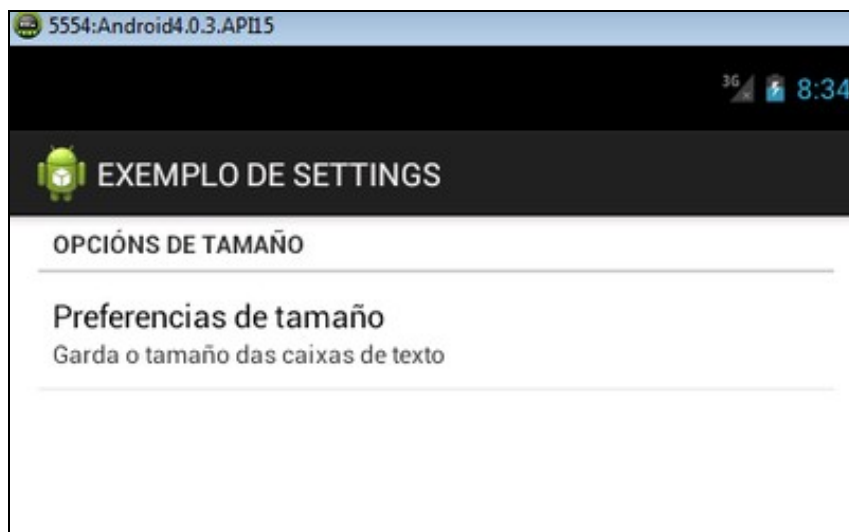 5554:Android4.0.3.API15
3G 8:34
EXEMPLO DE SETTINGS
OPCIÓNS DE TAMAÑO
Preferencias de tamaño
Garda o tamaño das caixas de texto